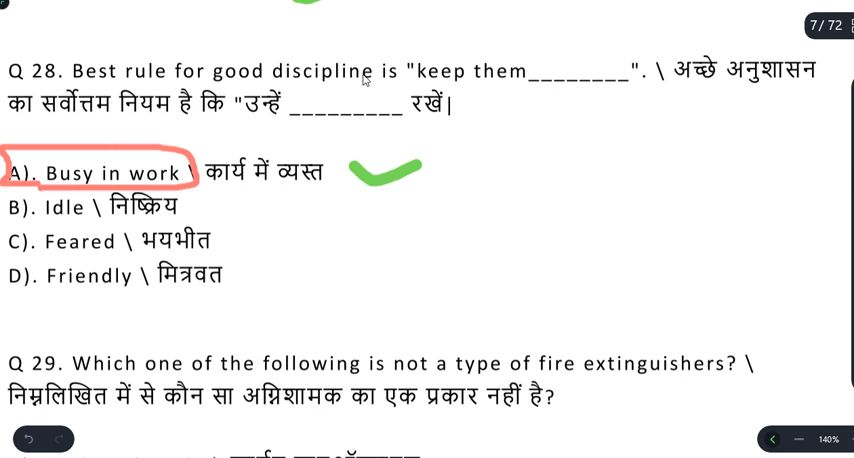 7/ 72
Q 28. Best rule for good discipline is "keep them_________". \ अच्छे अनुशासन
का सर्वोत्तम नियम है कि "उन्हें __________ रखें|
A). Busy in work \ कार्य में व्यस्त
B). Idle \ निष्क्रिय
C). Feared \ भयभीत
D). Friendly \ मित्रवत
Q 29. Which one of the following is not a type of fire extinguishers? \
निम्नलिखित में से कौन सा अग्निशामक का एक प्रकार नहीं है?
140%